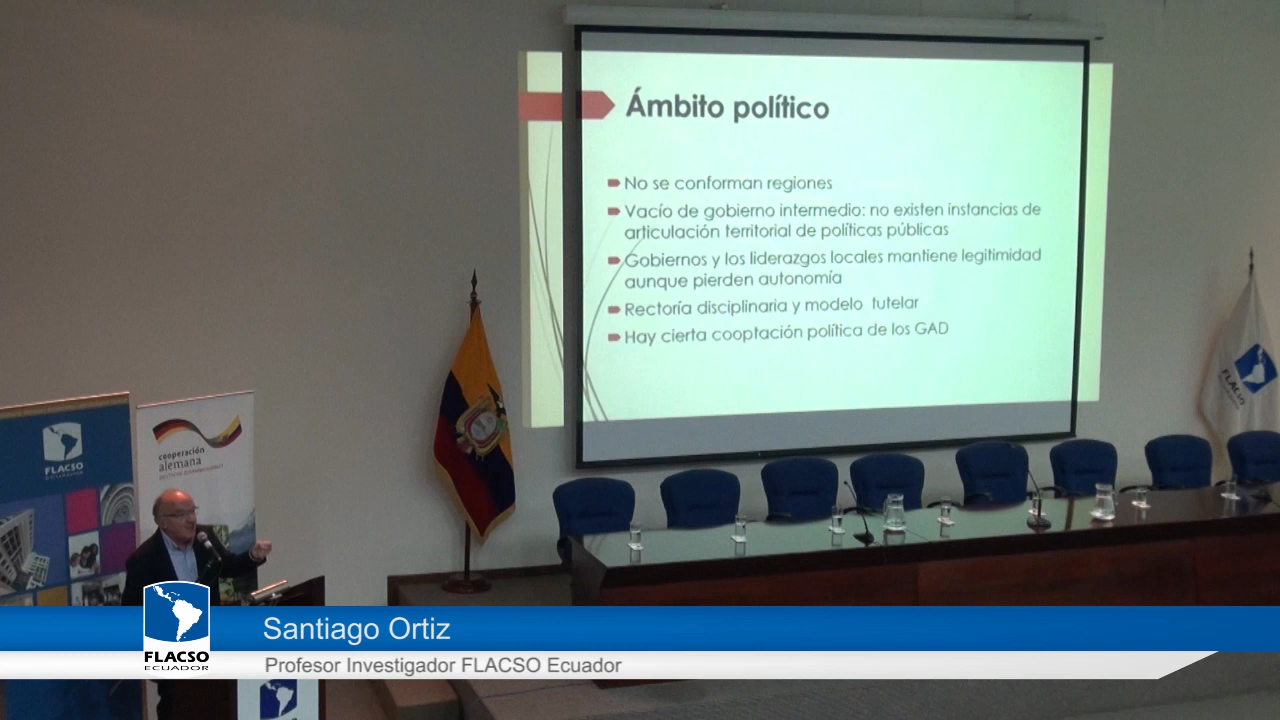 Ámbito político
No se conforman regiones
Vacío de gobierno intermedio: no existen instancias de
articulación territorial de políticas públicas
Gobiernos y los liderazgos locales mantiene legitimidad
aunque pierden autonomía
Rectoría disciplinaria y modelo tutelar
Hay cierta cooptación política de los GAD
FLACSO
ECUADOR
cooperación
alemana
FLACSO
Santiago Ortiz
Profesor Investigador FLACSO Ecuador
FLACSO
ECUADOR